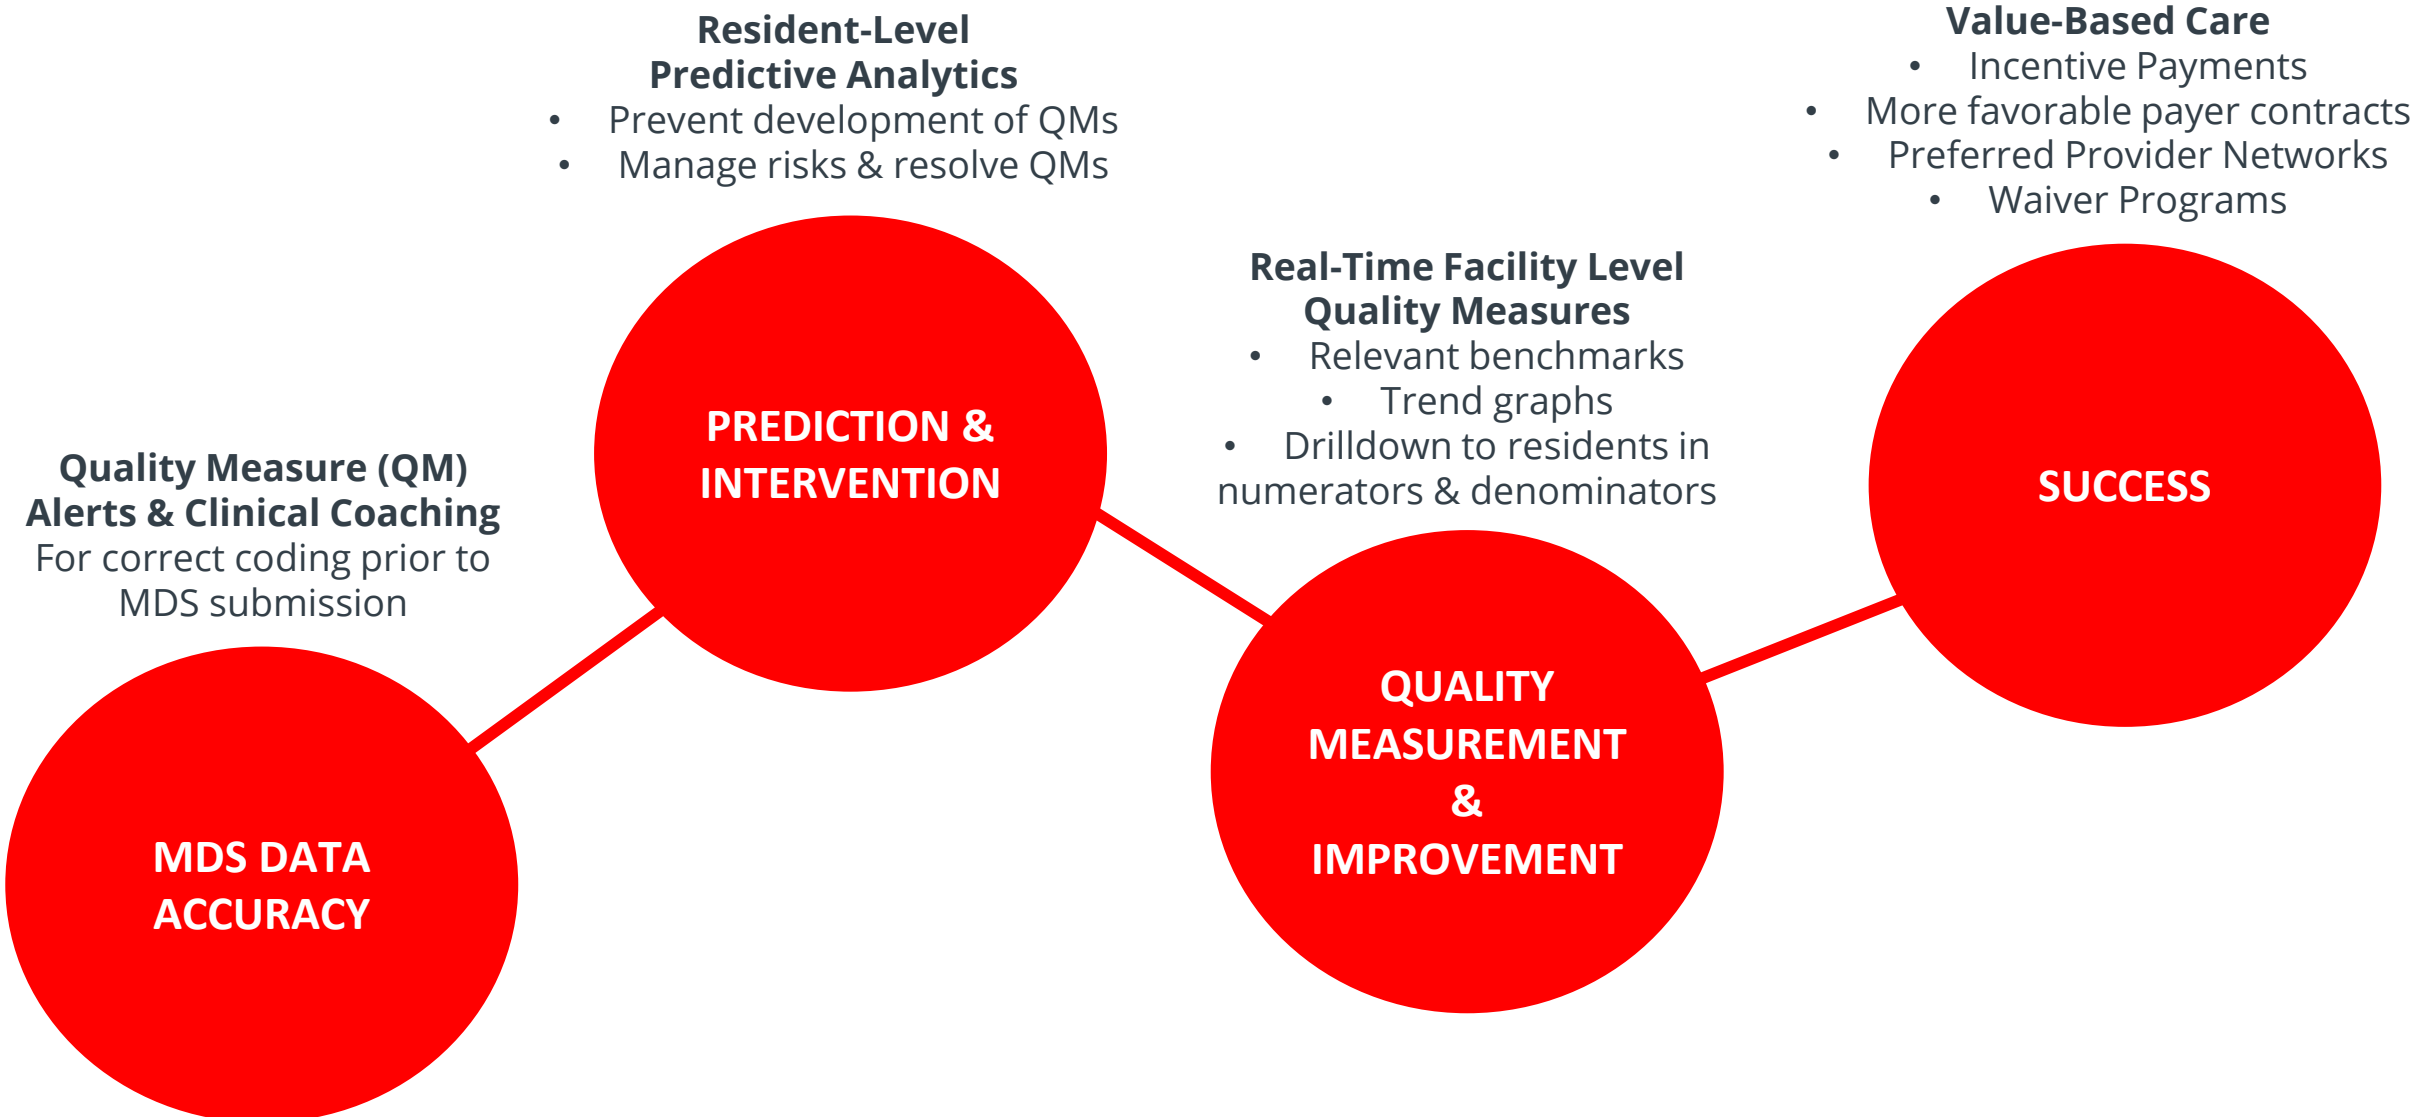 Quality Measure (QM)
Alerts & Clinical Coaching
For correct coding prior to
MDS submission
MDS DATA
ACCURACY
Resident-Level
Predictive Analytics
• Prevent development of QMs
• Manage risks & resolve QMs
PREDICTION &
INTERVENTION
Real-Time Facility Level
Quality Measures
• Relevant benchmarks
• Trend graphs
• Drilldown to residents in
numerators & denominators
QUALITY
MEASUREMENT
&
IMPROVEMENT
Value-Based Care
• Incentive Payments
• More favorable payer contracts
• Preferred Provider Networks
• Waiver Programs
SUCCESS